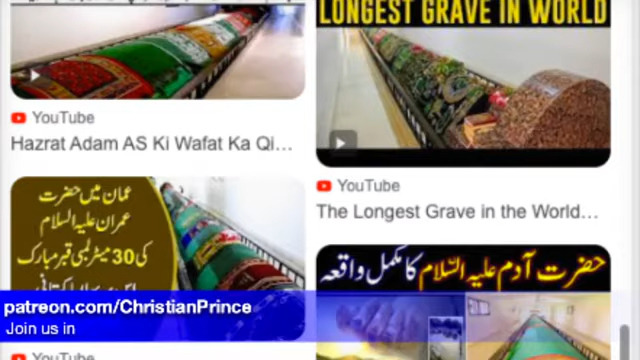 LONGEST GRAVE IN WORLD
YouTube
Hazrat Adam AS Ki Wafat Ka Qi...
YouTube
The Longest Grave in the World...
عمان میں حضرت
عمران علیہ السلام
کی 30 میٹر لمبی قبر مبارک
حضرت آدم علیہ السّلام کا مکمل واقعہ
patreon.com/ChristianPrince
Join us in
YouTube